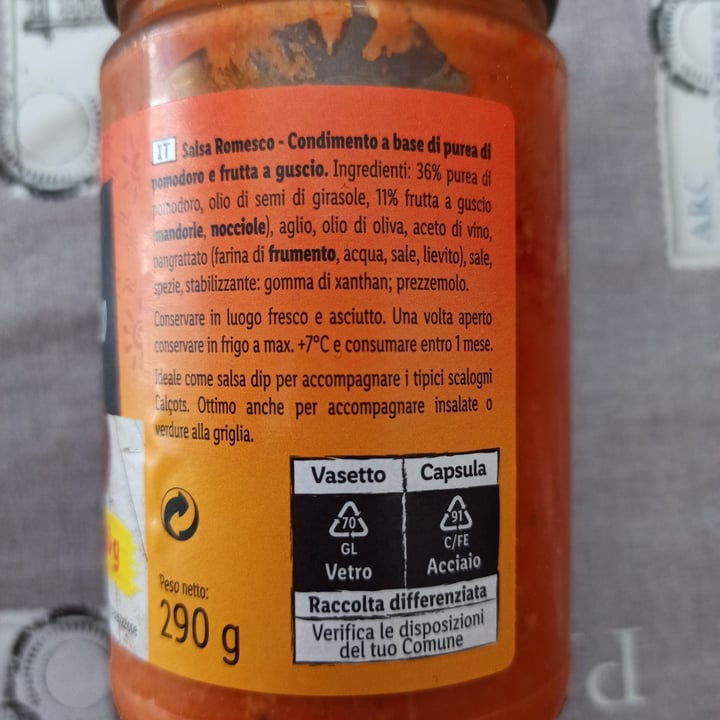 IT Salsa Romesco - Condimento a base di purea di
pomodoro e frutta a guscio. Ingredienti: 36% purea di
pomodoro, olio di semi di girasole, 11% frutta a guscio
(mandorle, nocciole), aglio, olio di oliva, aceto di vino,
pangrattato (farina di frumento, acqua, sale, lievito), sale,
spezie, stabilizzante: gomma di xanthan; prezzemolo.
Conservare in luogo fresco e asciutto. Una volta aperto
conservare in frigo a max. +7°C e consumare entro 1 mese.
Ideale come salsa dip per accompagnare i tipici scalogni
Calçots. Ottimo anche per accompagnare insalate o
verdure alla griglia.
Vasetto Capsula
70 91
GL C/FE
Vetro Acciaio
Raccolta differenziata
Verifica le disposizioni
del tuo Comune
Peso netto:
290 g
ARC